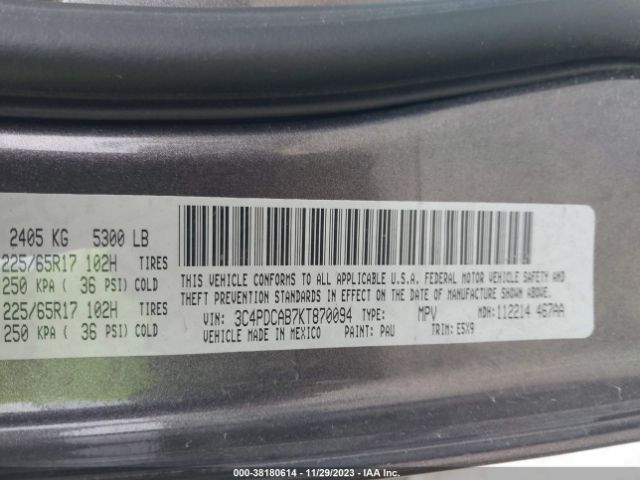 2405 KG 5300 LB
225/65R17 102H TIRES
250 KPA ( 36 PSI) COLD
225/65R17 102H TIRES
250 KPA ( 36 PSI) COLD
THIS VEHICLE CONFORMS TO ALL APPLICABLE U.S.A. FEDERAL MOTOR VEHICLE SAFETY AND
THEFT PREVENTION STANDARDS IN EFFECT ON THE DATE OF MANUFACTURE SHOWN ABOVE.
VIN: 3C4PDCAB7KT870094 TYPE: MPV MDH: 112214 467AA
VEHICLE MADE IN MEXICO PAINT: PAU TRIM: E5X9
000-38180614 - 11/29/2023 - IAA Inc.